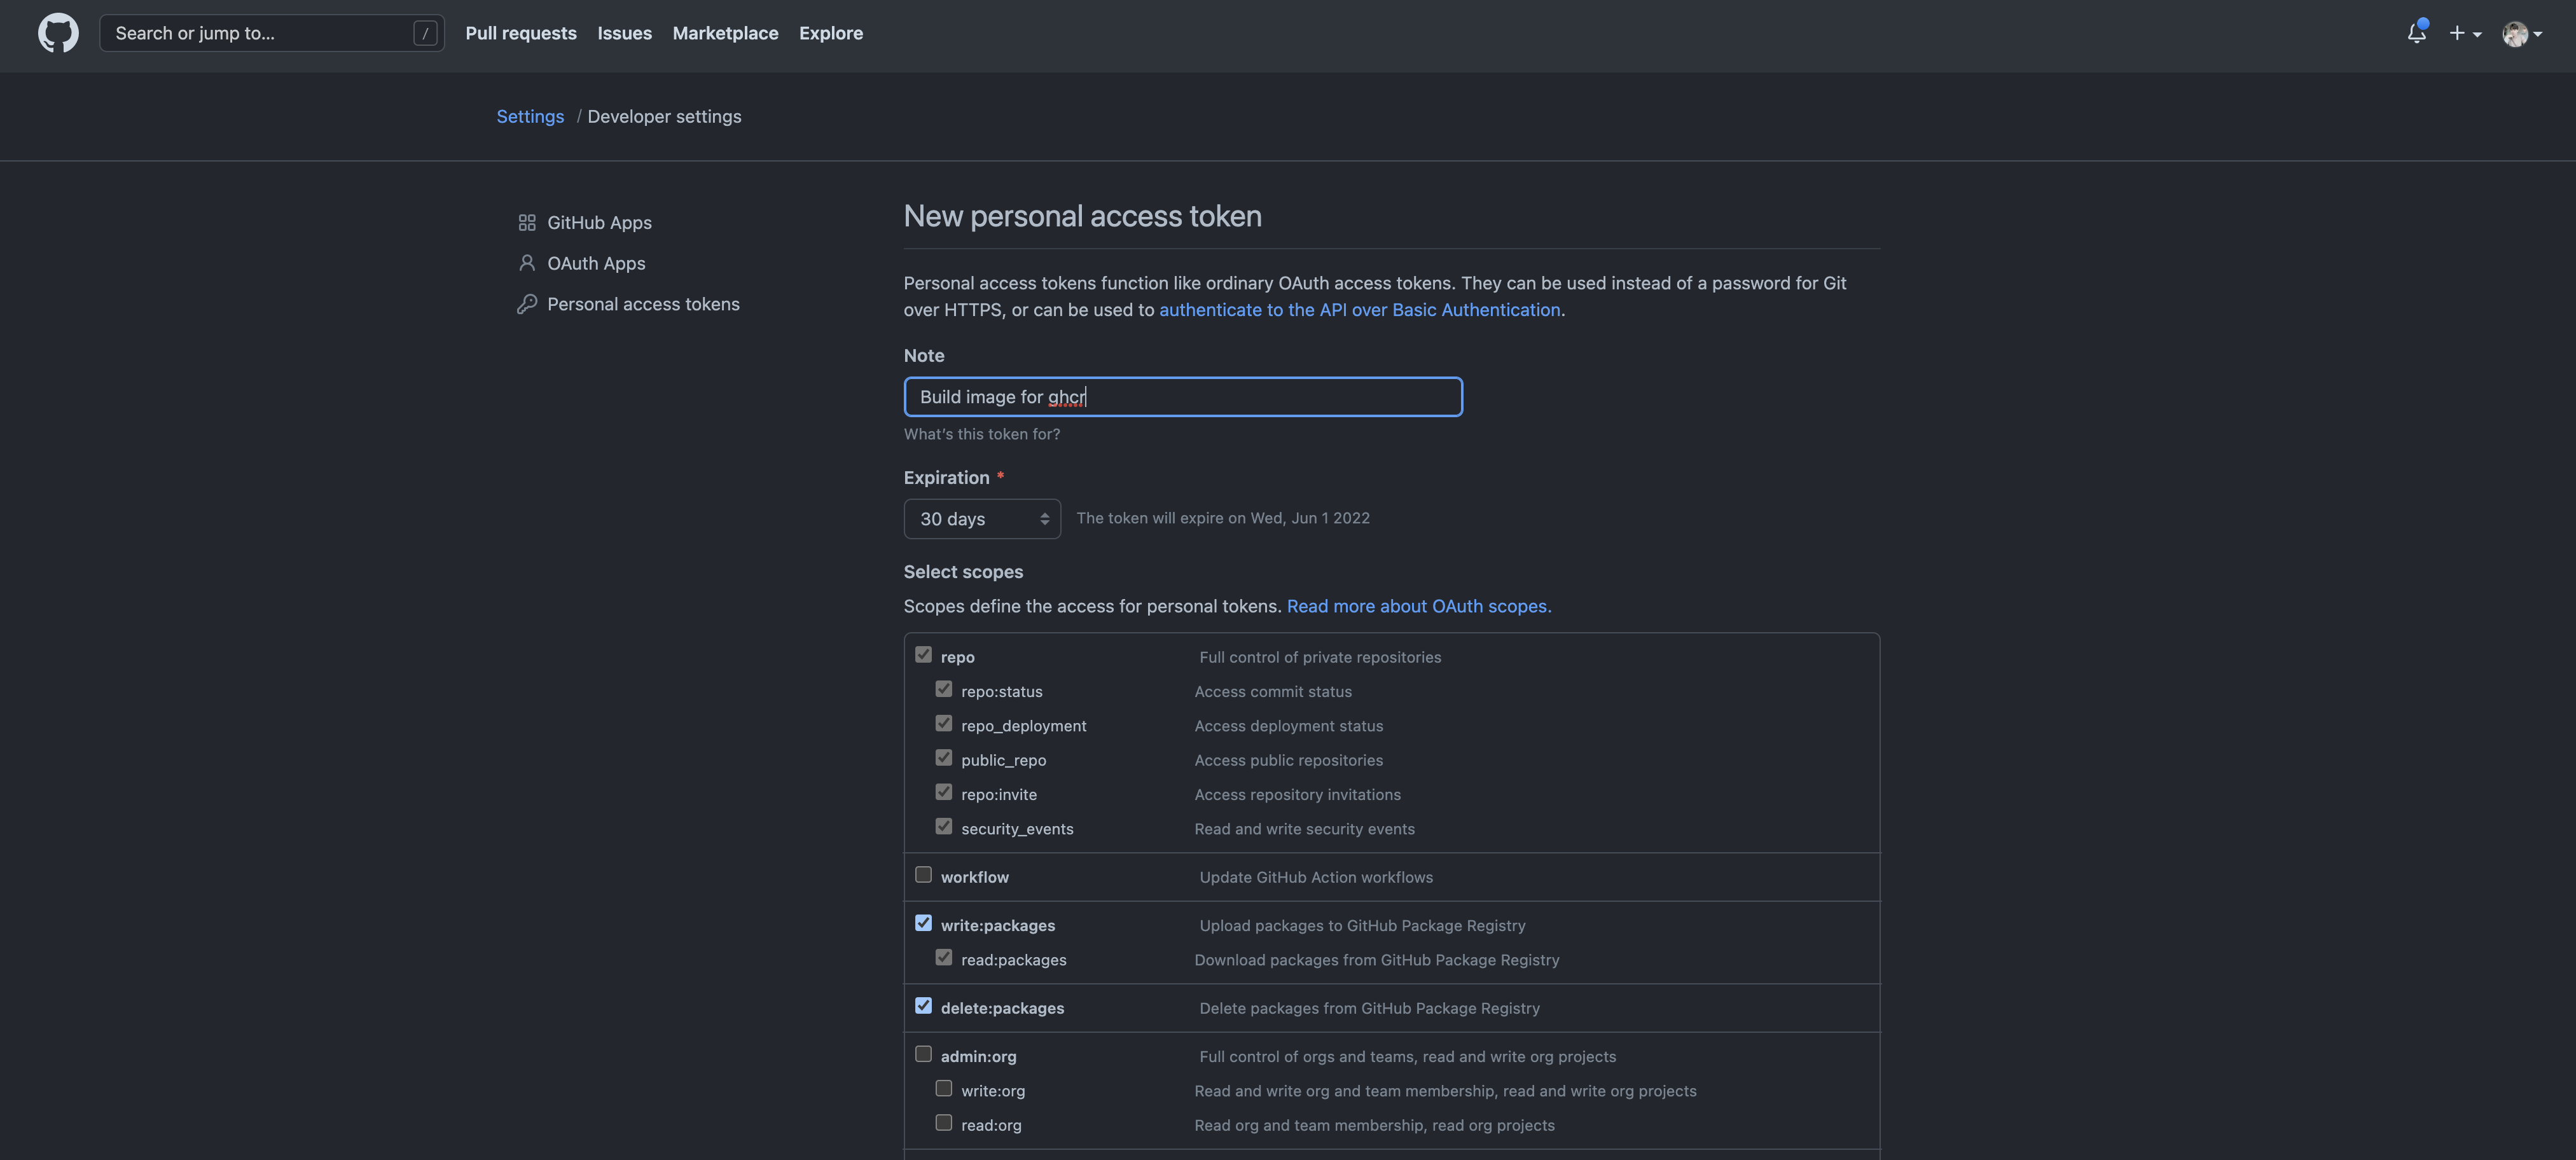 Search or jump to... /
Pull requests
Issues
Marketplace
Explore
Settings / Developer settings
GitHub Apps
OAuth Apps
Personal access tokens
New personal access token
Personal access tokens function like ordinary OAuth access tokens. They can be used instead of a password for Git
over HTTPS, or can be used to authenticate to the API over Basic Authentication.
Note
Build image for ghcr
What's this token for?
Expiration *
30 days
The token will expire on Wed, Jun 1 2022
Select scopes
Scopes define the access for personal tokens. Read more about OAuth scopes.
repo Full control of private repositories
repo:status Access commit status
repo_deployment Access deployment status
public_repo Access public repositories
repo:invite Access repository invitations
security_events Read and write security events
workflow Update GitHub Action workflows
write:packages Upload packages to GitHub Package Registry
read:packages Download packages from GitHub Package Registry
delete:packages Delete packages from GitHub Package Registry
admin:org Full control of orgs and teams, read and write org projects
write:org Read and write org and team membership, read and write org projects
read:org Read org and team membership, read org projects